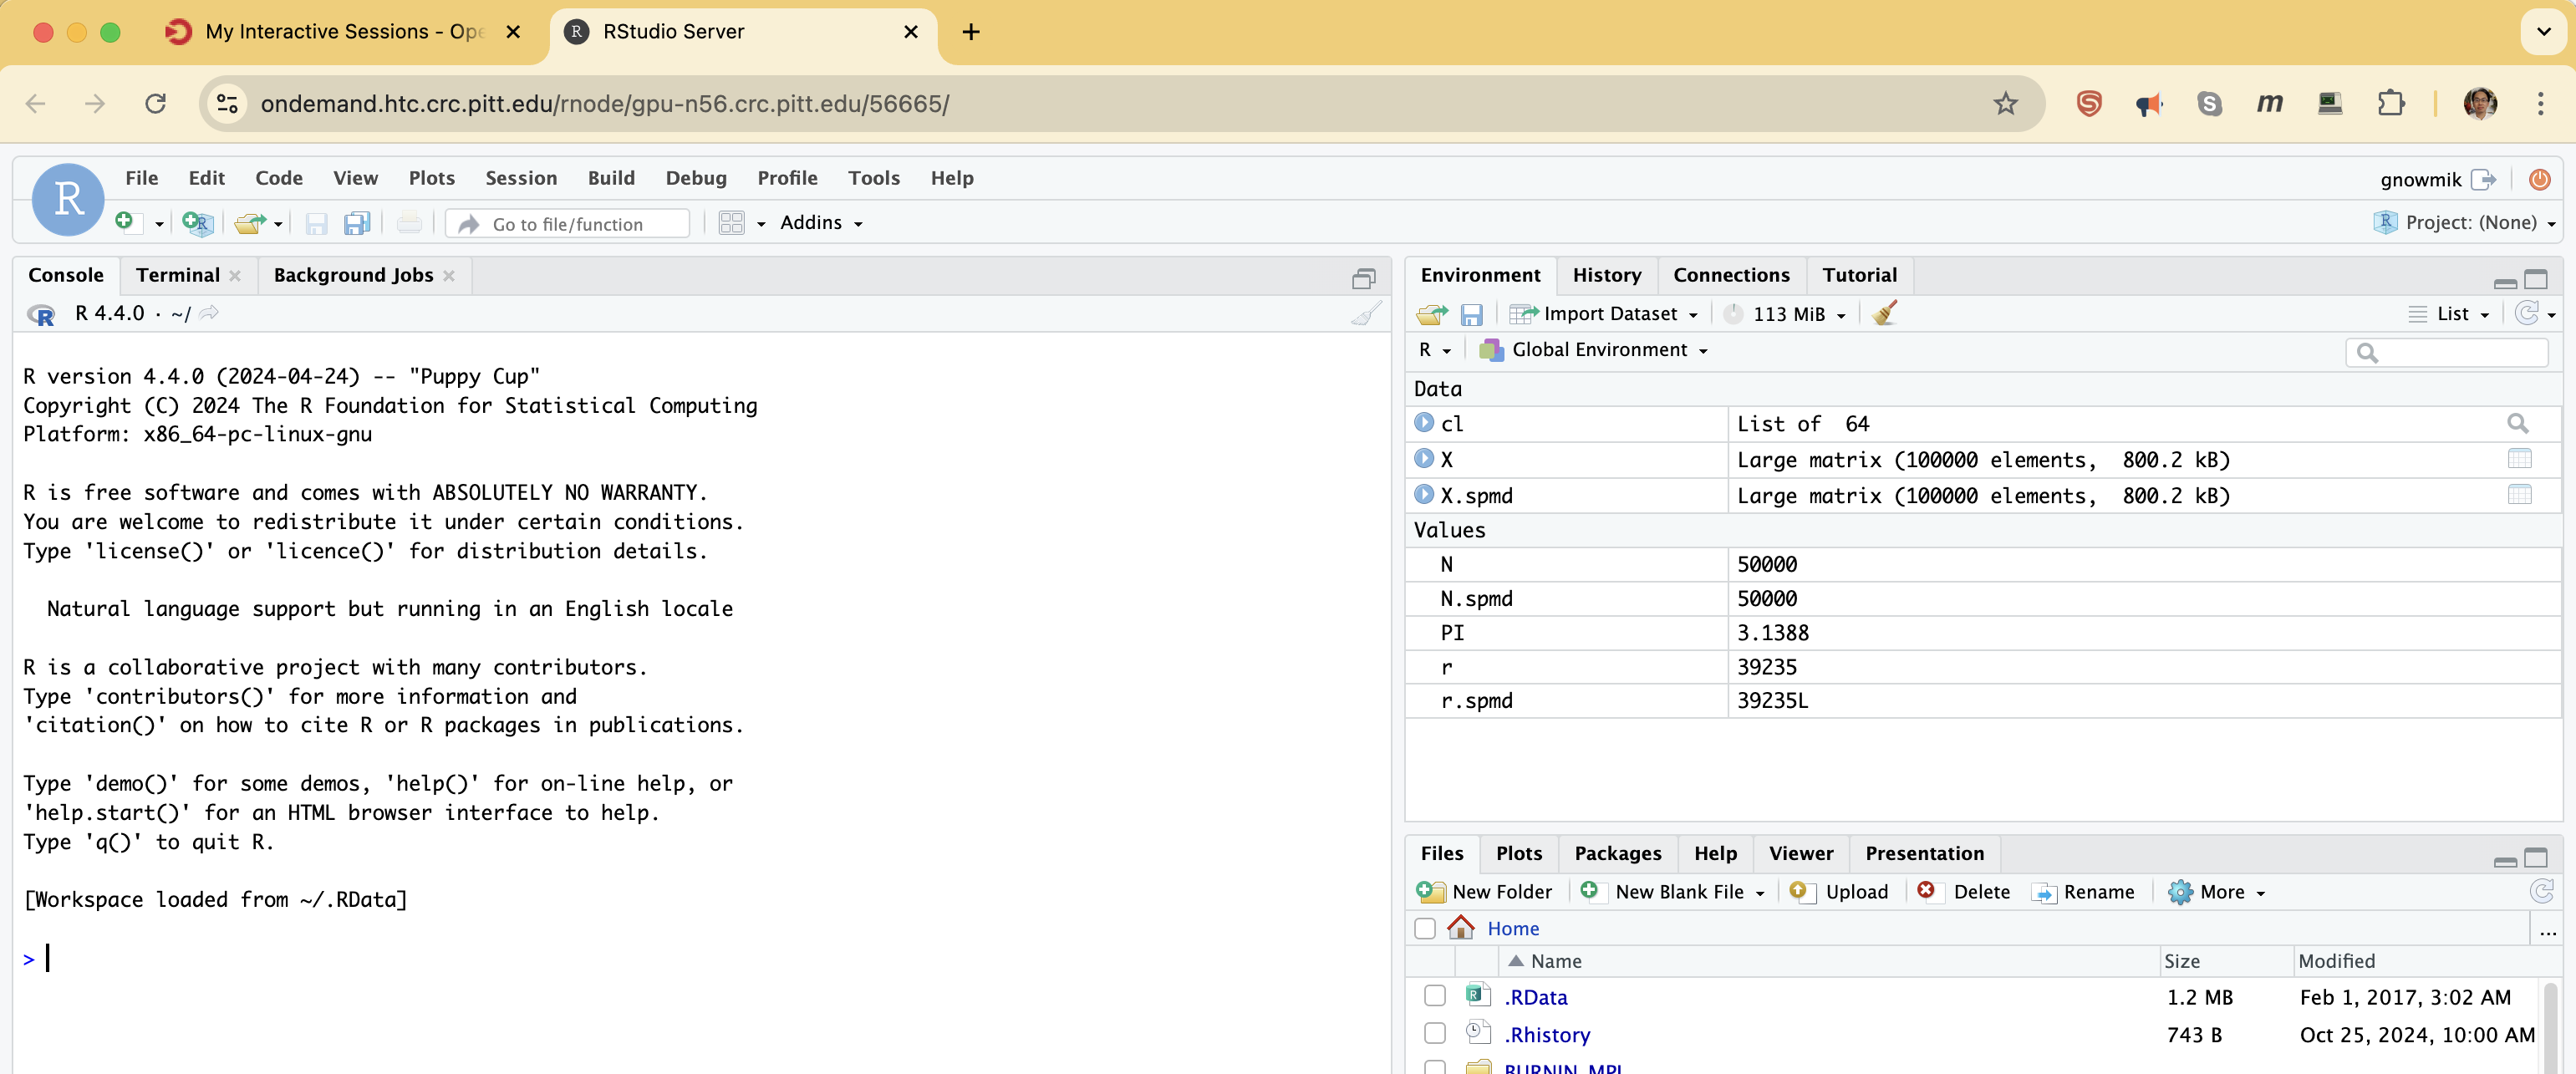 My Interactive Sessions - Ope
RStudio Server
ondemand.htc.crc.pitt.edu/rnode/gpu-n56.crc.pitt.edu/56665/
File Edit Code View Plots Session Build Debug Profile Tools Help
gnowmik
Go to file/function
Addins
Project: (None)
Console Terminal Background Jobs
R 4.4.0 · ~/
R version 4.4.0 (2024-04-24) -- "Puppy Cup"
Copyright (C) 2024 The R Foundation for Statistical Computing
Platform: x86_64-pc-linux-gnu
R is free software and comes with ABSOLUTELY NO WARRANTY.
You are welcome to redistribute it under certain conditions.
Type 'license()' or 'licence()' for distribution details.
Natural language support but running in an English locale
R is a collaborative project with many contributors.
Type 'contributors()' for more information and
'citation()' on how to cite R or R packages in publications.
Type 'demo()' for some demos, 'help()' for on-line help, or
'help.start()' for an HTML browser interface to help.
Type 'q()' to quit R.
[Workspace loaded from ~/.RData]
>
Environment History Connections Tutorial
Import Dataset 113 MiB List
R Global Environment
Data
cl List of 64
X Large matrix (100000 elements, 800.2 kB)
X.spmd Large matrix (100000 elements, 800.2 kB)
Values
N 50000
N.spmd 50000
PI 3.1388
r 39235
r.spmd 39235L
Files Plots Packages Help Viewer Presentation
New Folder New Blank File Upload Delete Rename More
Home ...
Name Size Modified
.RData 1.2 MB Feb 1, 2017, 3:02 AM
.Rhistory 743 B Oct 25, 2024, 10:00 AM
BURNIN_MPI